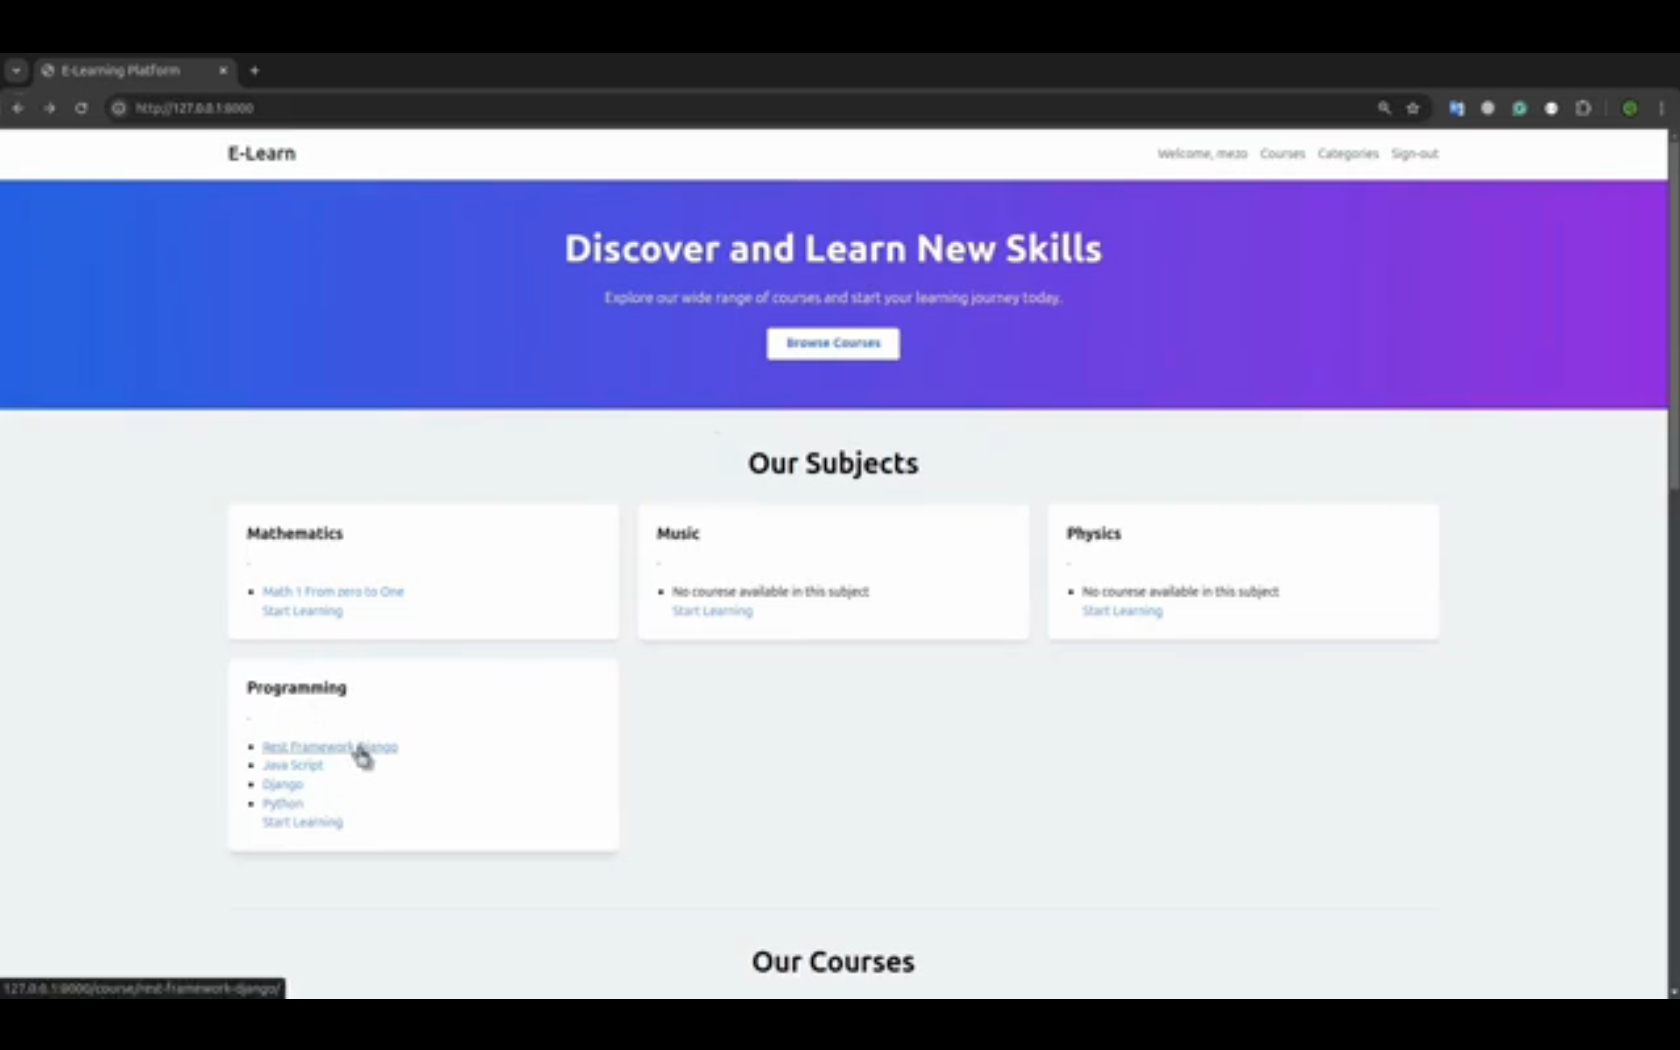 E-Learning Platform
http://127.0.0.1:8000
E-Learn
Welcome, mezo Courses Categories Sign-out
Discover and Learn New Skills
Explore our wide range of courses and start your learning journey today.
Browse Courses
Our Subjects
Mathematics
Math 1 From zero to One
Start Learning
Music
No courese available in this subject
Start Learning
Physics
No courese available in this subject
Start Learning
Programming
Rest Framework Django
Java Script
Django
Python
Start Learning
Our Courses
127.0.0.1:8000/course/rest-framework-django/